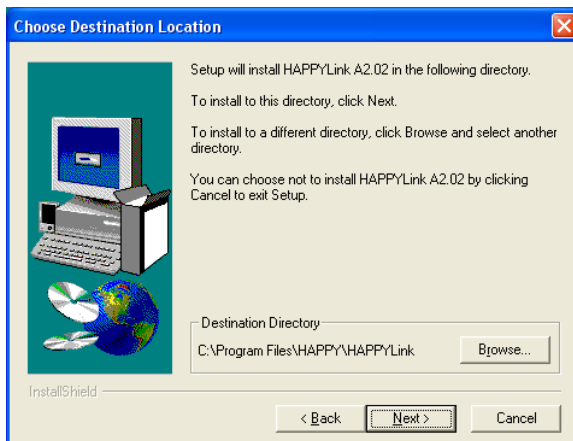 Choose Destination Location
Setup will install HAPPYLink A2.02 in the following directory.
To install to this directory, click Next.
To install to a different directory, click Browse and select another
directory.
You can choose not to install HAPPYLink A2.02 by clicking
Cancel to exit Setup.
Destination Directory
C:\Program Files\HAPPY\HAPPYLink
Browse...
InstallShield
< Back
Next >
Cancel